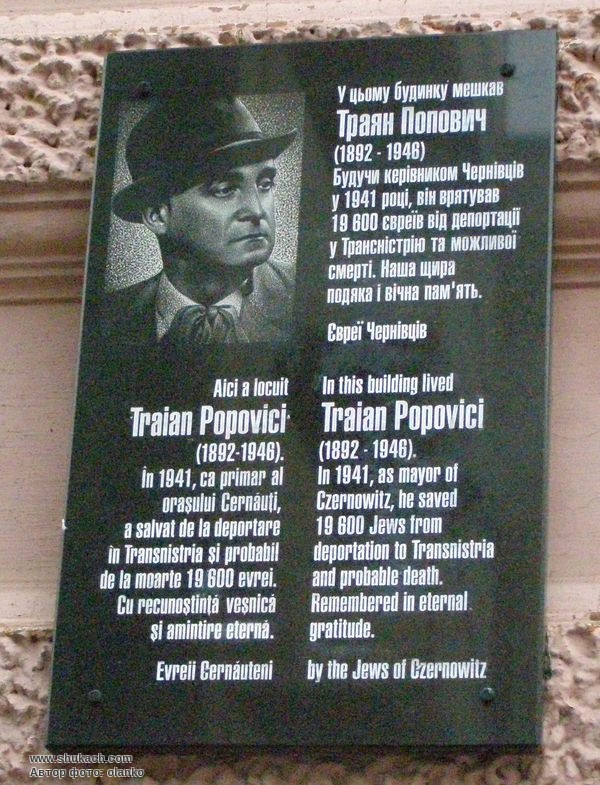 У цьому будинку мешкав
Траян Попович
(1892 - 1946)
Будучи керівником Чернівців
у 1941 році, він врятував
19 600 євреїв від депортації
у Трансністрію та можливої
смерті. Наша щира
подяка і вічна пам'ять.
Євреї Чернівців
Aici a locuit
Traian Popovici
(1892-1946).
În 1941, ca primar al
orașului Cernăuți,
a salvat de la deportare
în Transnistria și probabil
de la moarte 19 600 evrei.
Cu recunoștință veșnică
și amintire eternă.
Evreii Cernăuteni
In this building lived
Traian Popovici
(1892 - 1946).
In 1941, as mayor of
Czernowitz, he saved
19 600 Jews from
deportation to Transnistria
and probable death.
Remembered in eternal
gratitude.
by the Jews of Czernowitz
www.shukach.com
Автор фото: olanko